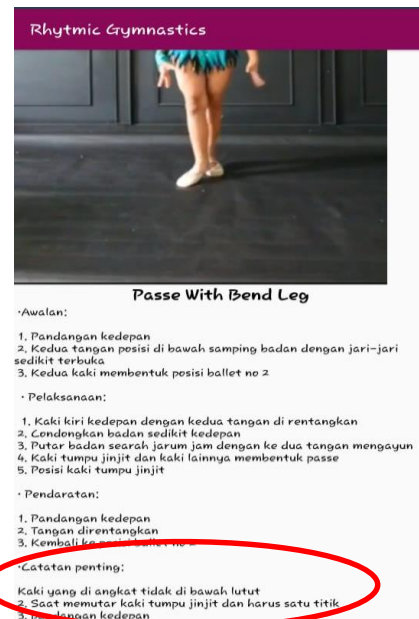 Rhytmic Gymnastics
Passe With Bend Leg
•Awalan:
1. Pandangan kedepan
2. Kedua tangan posisi di bawah samping badan dengan jari-jari
sedikit terbuka
3. Kedua kaki membentuk posisi ballet no 2
• Pelaksanaan:
1. Kaki kiri kedepan dengan kedua tangan di rentangkan
2. Condongkan badan sedikit kedepan
3. Putar badan searah jarum jam dengan ke dua tangan mengayun
4. Kaki tumpu jinjit dan kaki lainnya membentuk passe
5. Posisi kaki tumpu jinjit
• Pendaratan:
1. Pandangan kedepan
2. Tangan direntangkan
3. Kembali ke posisi ballet no 2
•Catatan penting:
Kaki yang di angkat tidak di bawah lutut
2. Saat memutar kaki tumpu jinjit dan harus satu titik
3. Pandangan kedepan